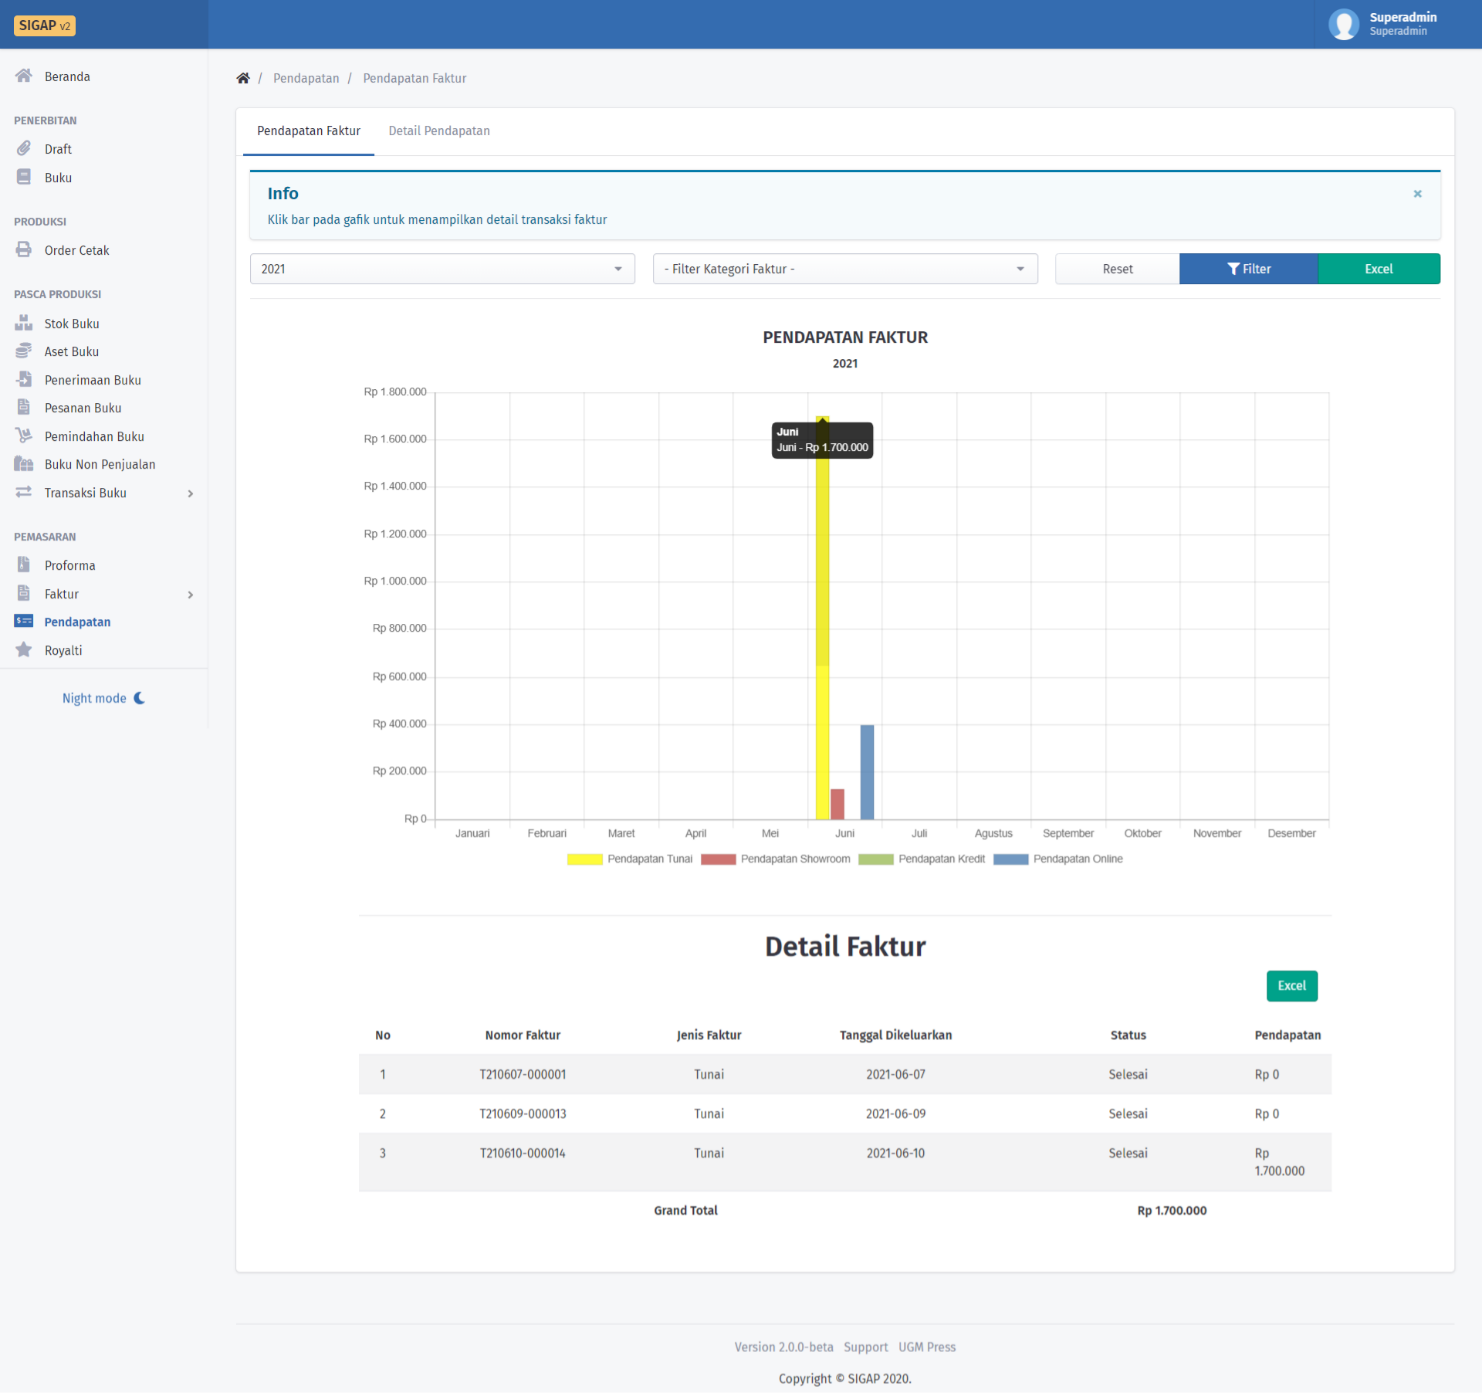 SIGAP v2
Superadmin
Superadmin
Beranda
PENERBITAN
Draft
Buku
PRODUKSI
Order Cetak
PASCA PRODUKSI
Stok Buku
Aset Buku
Penerimaan Buku
Pesanan Buku
Pemindahan Buku
Buku Non Penjualan
Transaksi Buku
PEMASARAN
Proforma
Faktur
Pendapatan
Royalti
Night mode
/ Pendapatan / Pendapatan Faktur
Pendapatan Faktur Detail Pendapatan
Info
×
Klik bar pada gafik untuk menampilkan detail transaksi faktur
2021 - Filter Kategori Faktur - Reset Filter Excel
PENDAPATAN FAKTUR
2021
Rp 1.800.000
Rp 1.600.000
Rp 1.400.000
Rp 1.200.000
Rp 1.000.000
Rp 800.000
Rp 600.000
Rp 400.000
Rp 200.000
Rp 0
Juni
Juni - Rp 1.700.000
Januari Februari Maret April Mei Juni Juli Agustus September Oktober November Desember
Pendapatan Tunai Pendapatan Showroom Pendapatan Kredit Pendapatan Online
Detail Faktur
Excel
No Nomor Faktur Jenis Faktur Tanggal Dikeluarkan Status Pendapatan
1 T210607-000001 Tunai 2021-06-07 Selesai Rp 0
2 T210609-000013 Tunai 2021-06-09 Selesai Rp 0
3 T210610-000014 Tunai 2021-06-10 Selesai Rp
1.700.000
Grand Total Rp 1.700.000
Version 2.0.0-beta Support UGM Press
Copyright © SIGAP 2020.